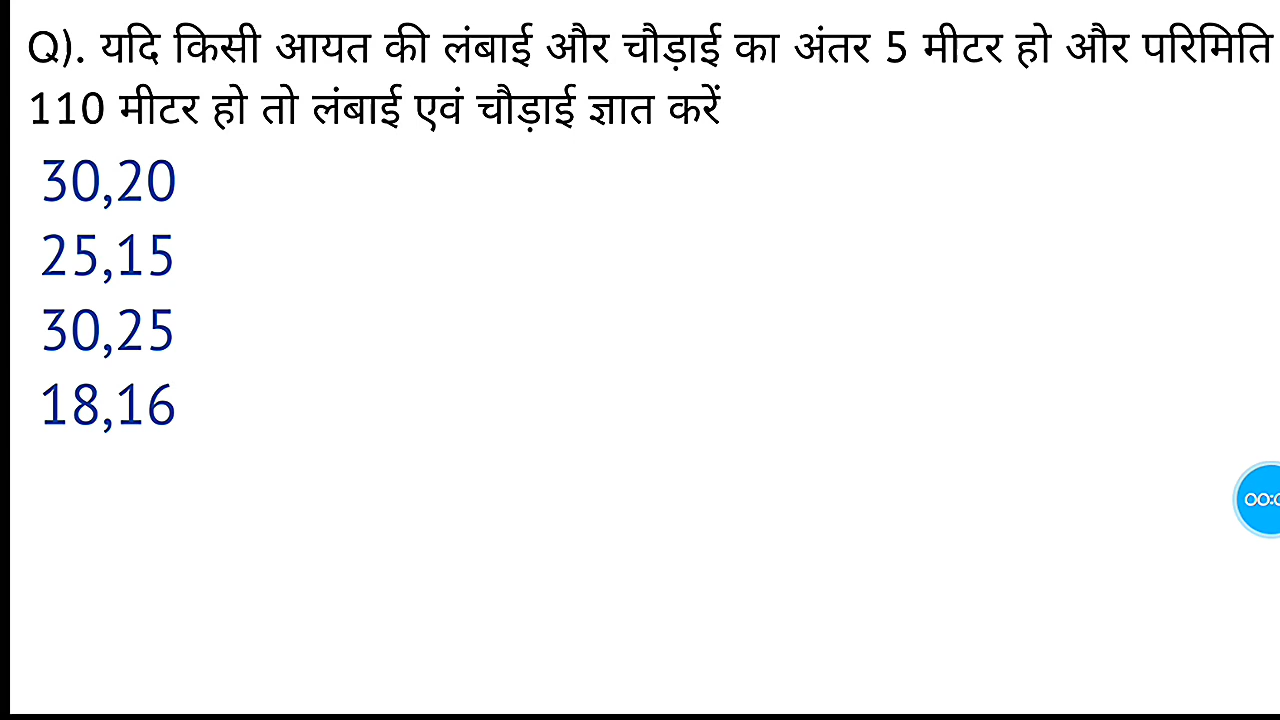 Q). यदि किसी आयत की लंबाई और चौड़ाई का अंतर 5 मीटर हो और परिमिति
110 मीटर हो तो लंबाई एवं चौड़ाई ज्ञात करें
30,20
25,15
30,25
18,16